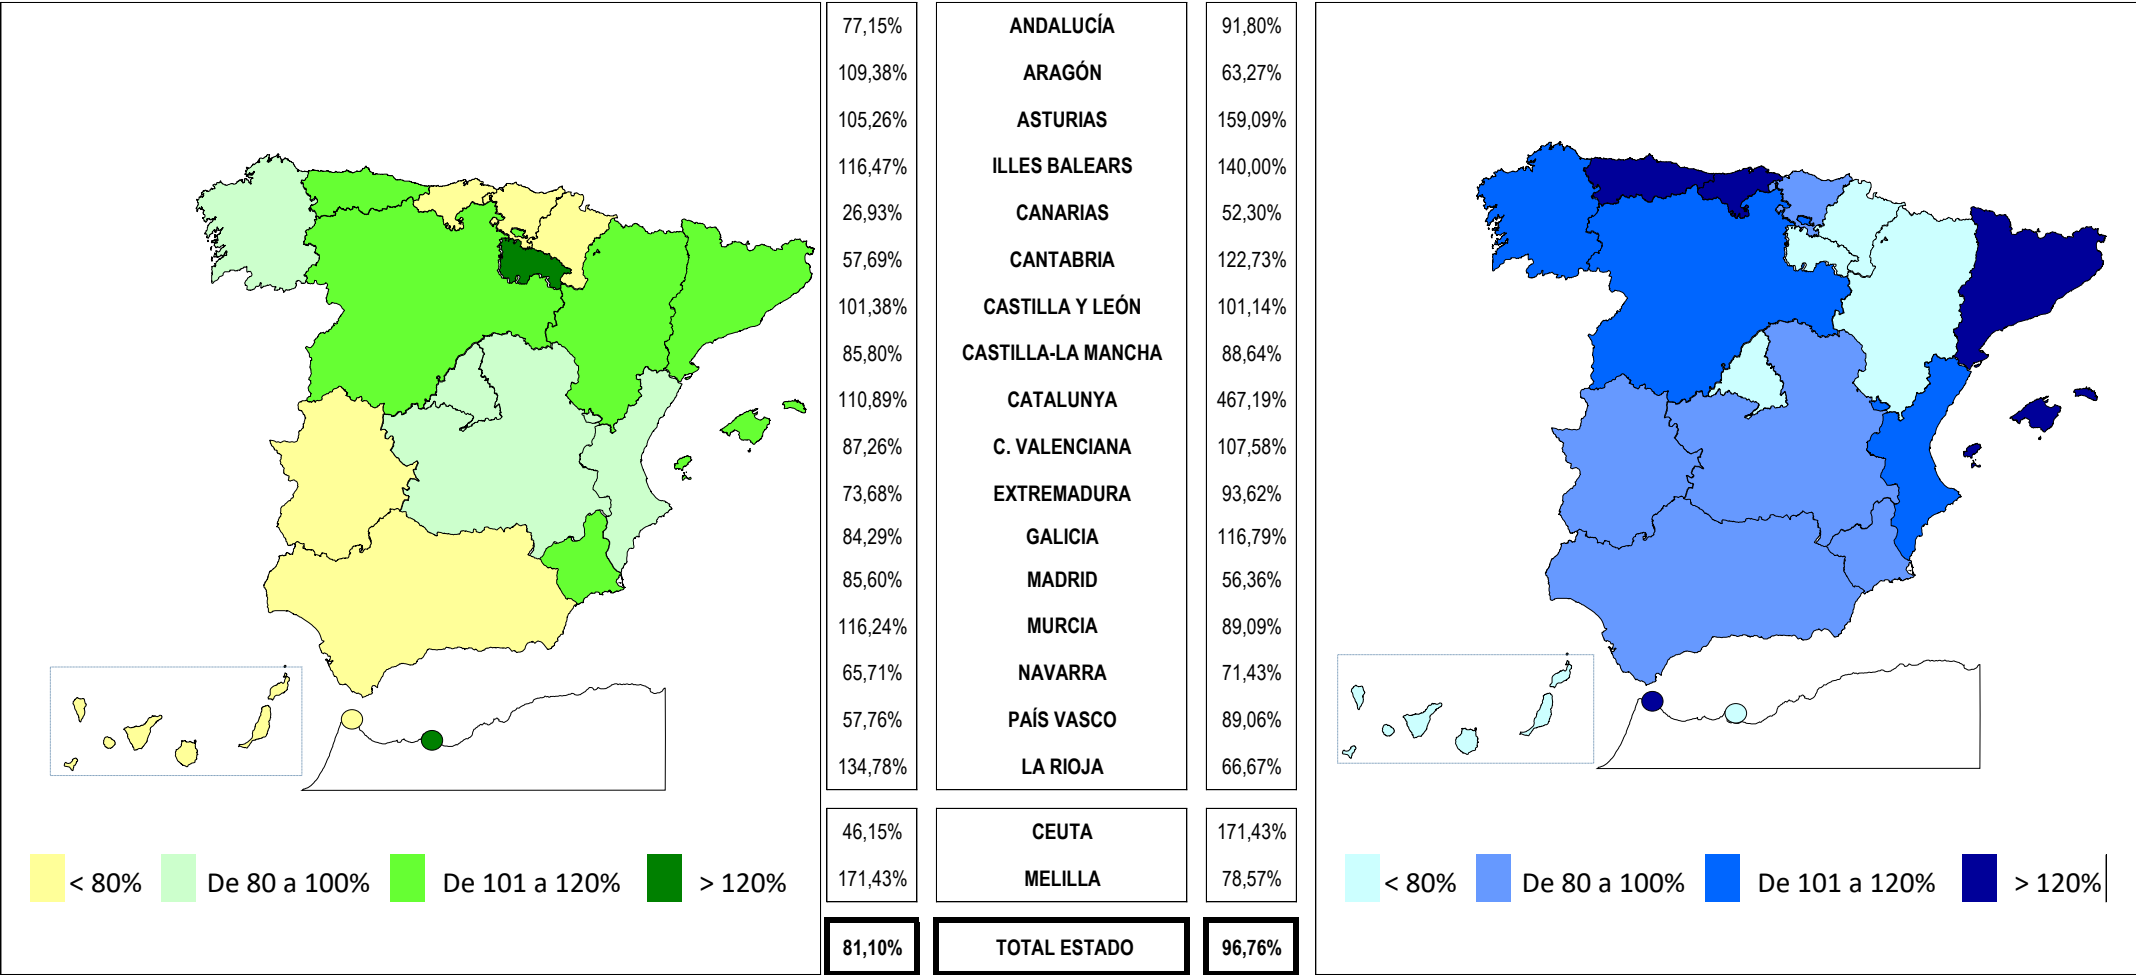 77,15% ANDALUCÍA 91,80%
109,38% ARAGÓN 63,27%
105,26% ASTURIAS 159,09%
116,47% ILLES BALEARS 140,00%
26,93% CANARIAS 52,30%
57,69% CANTABRIA 122,73%
101,38% CASTILLA Y LEÓN 101,14%
85,80% CASTILLA-LA MANCHA 88,64%
110,89% CATALUNYA 467,19%
87,26% C. VALENCIANA 107,58%
73,68% EXTREMADURA 93,62%
84,29% GALICIA 116,79%
85,60% MADRID 56,36%
116,24% MURCIA 89,09%
65,71% NAVARRA 71,43%
57,76% PAÍS VASCO 89,06%
134,78% LA RIOJA 66,67%
46,15% CEUTA 171,43%
171,43% MELILLA 78,57%
81,10% TOTAL ESTADO 96,76%
< 80% De 80 a 100% De 101 a 120% > 120%
< 80% De 80 a 100% De 101 a 120% > 120%